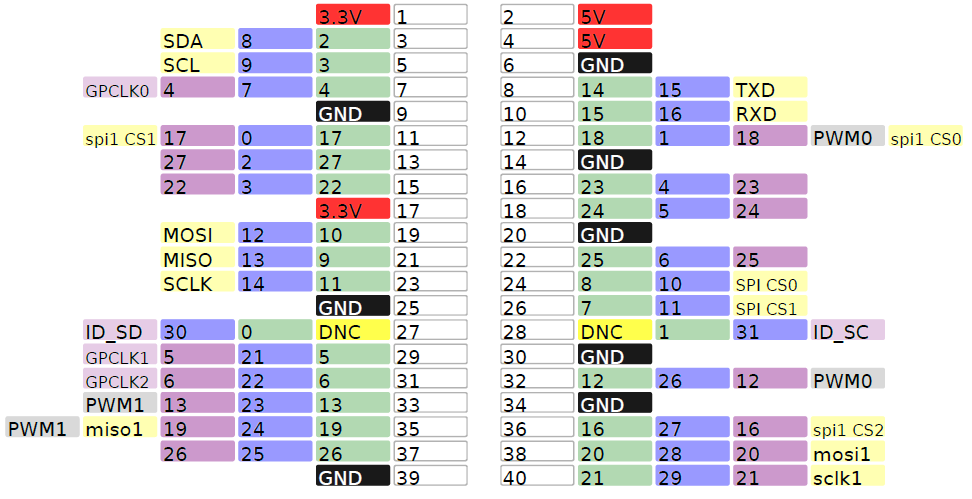 3.3V 1 2 5V
SDA 8 2 3 4 5V
SCL 9 3 5 6 GND
GPCLK0 4 7 4 7 8 14 15 TXD
GND 9 10 15 16 RXD
spi1 CS1 17 0 17 11 12 18 1 18 PWM0 spi1 CS0
27 2 27 13 14 GND
22 3 22 15 16 23 4 23
3.3V 17 18 24 5 24
MOSI 12 10 19 20 GND
MISO 13 9 21 22 25 6 25
SCLK 14 11 23 24 8 10 SPI CS0
GND 25 26 7 11 SPI CS1
ID_SD 30 0 DNC 27 28 DNC 1 31 ID_SC
GPCLK1 5 21 5 29 30 GND
GPCLK2 6 22 6 31 32 12 26 12 PWM0
PWM1 13 23 13 33 34 GND
PWM1 miso1 19 24 19 35 36 16 27 16 spi1 CS2
26 25 26 37 38 20 28 20 mosi1
GND 39 40 21 29 21 sclk1